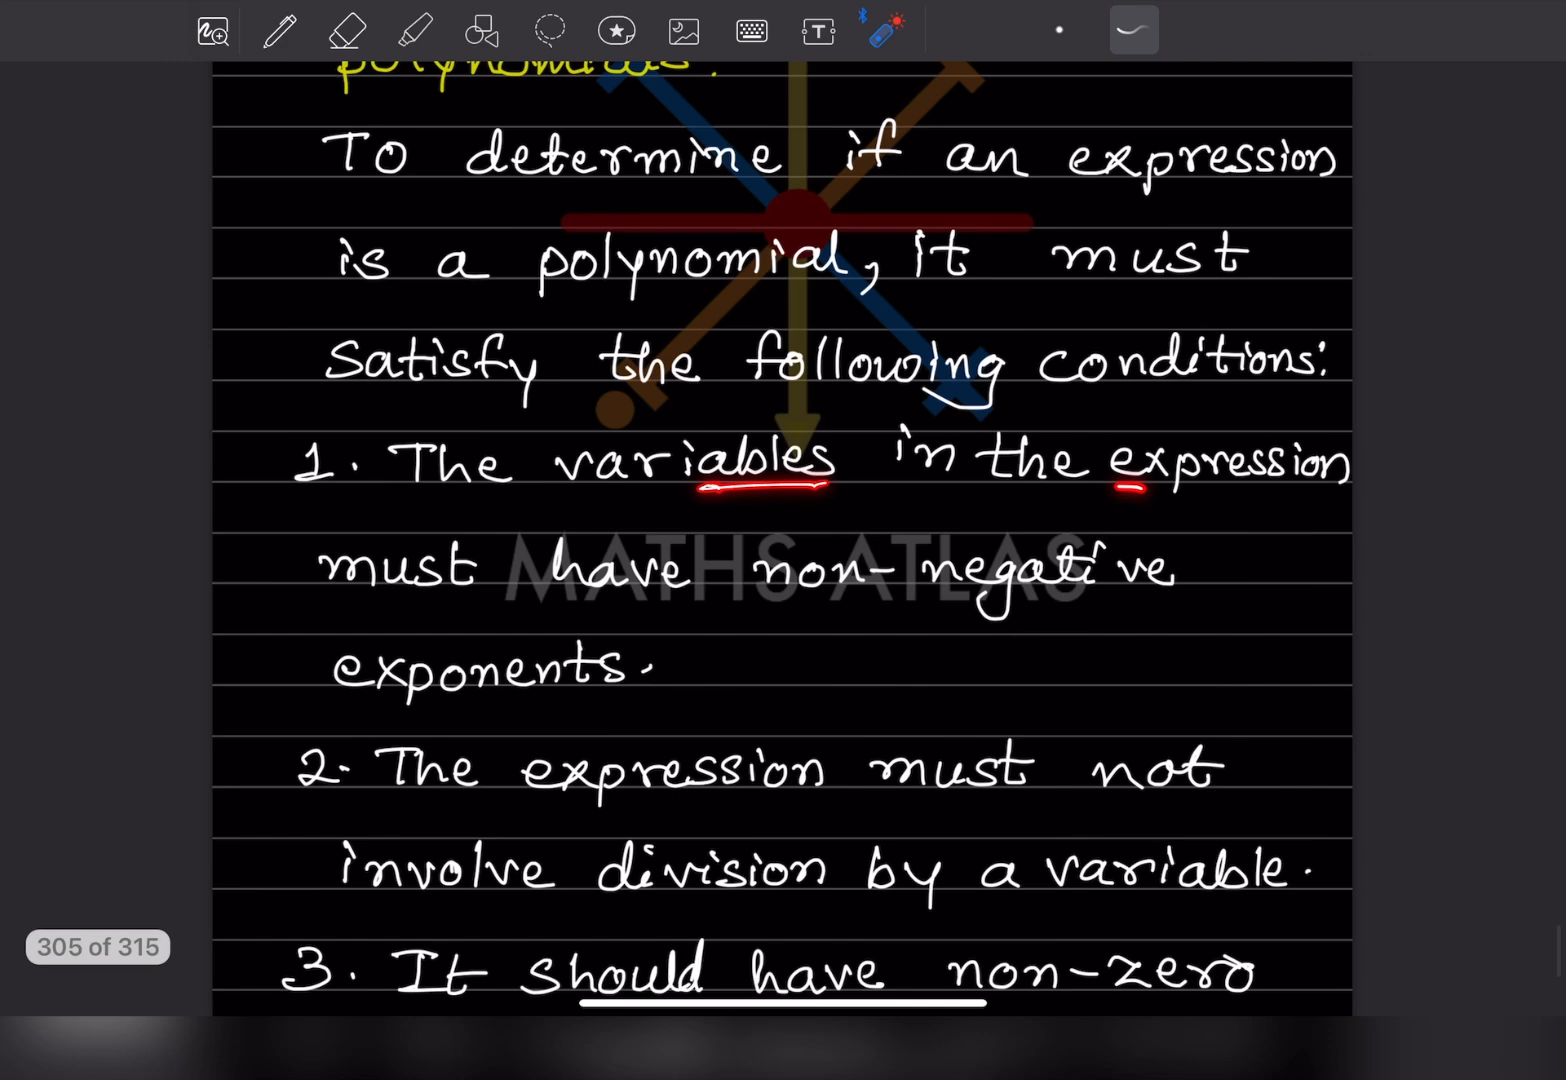 polynomials.
To determine if an expression
is a polynomial, it must
Satisfy the following conditions:
1. The variables in the expression
must have non-negative
exponents.
MATHS ATLAS
2. The expression must not
involve division by a variable.
305 of 315
3. It should have non-zero